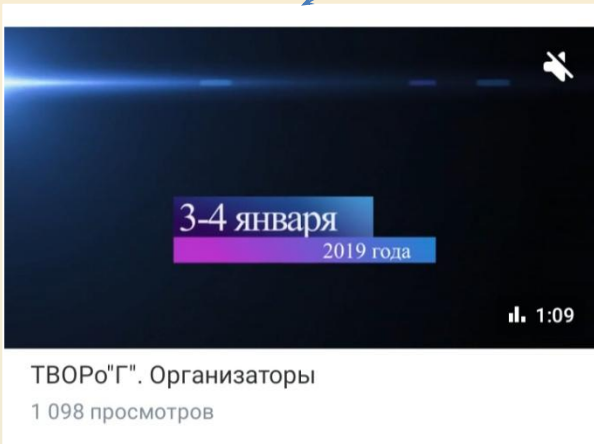 3-4 января
2019 года
1:09
ТВОРо"Г". Организаторы
1 098 просмотров